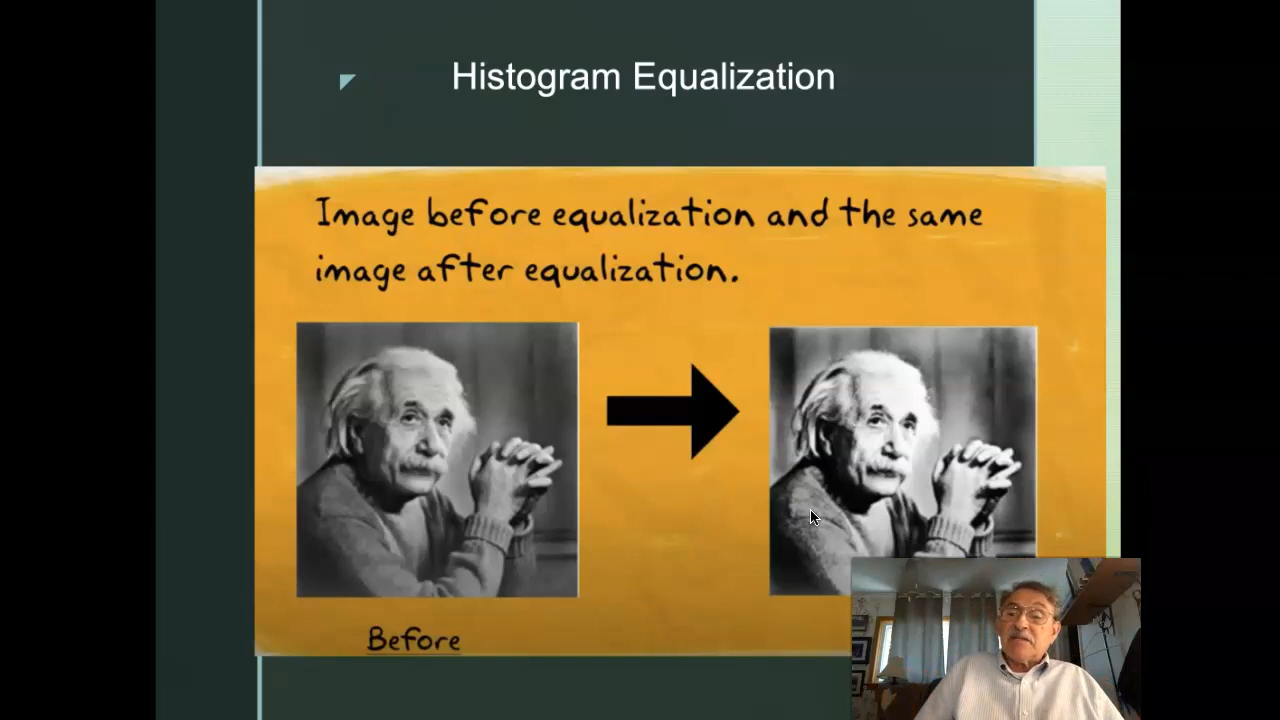 Histogram Equalization
Image before equalization and the same
image after equalization.
Before